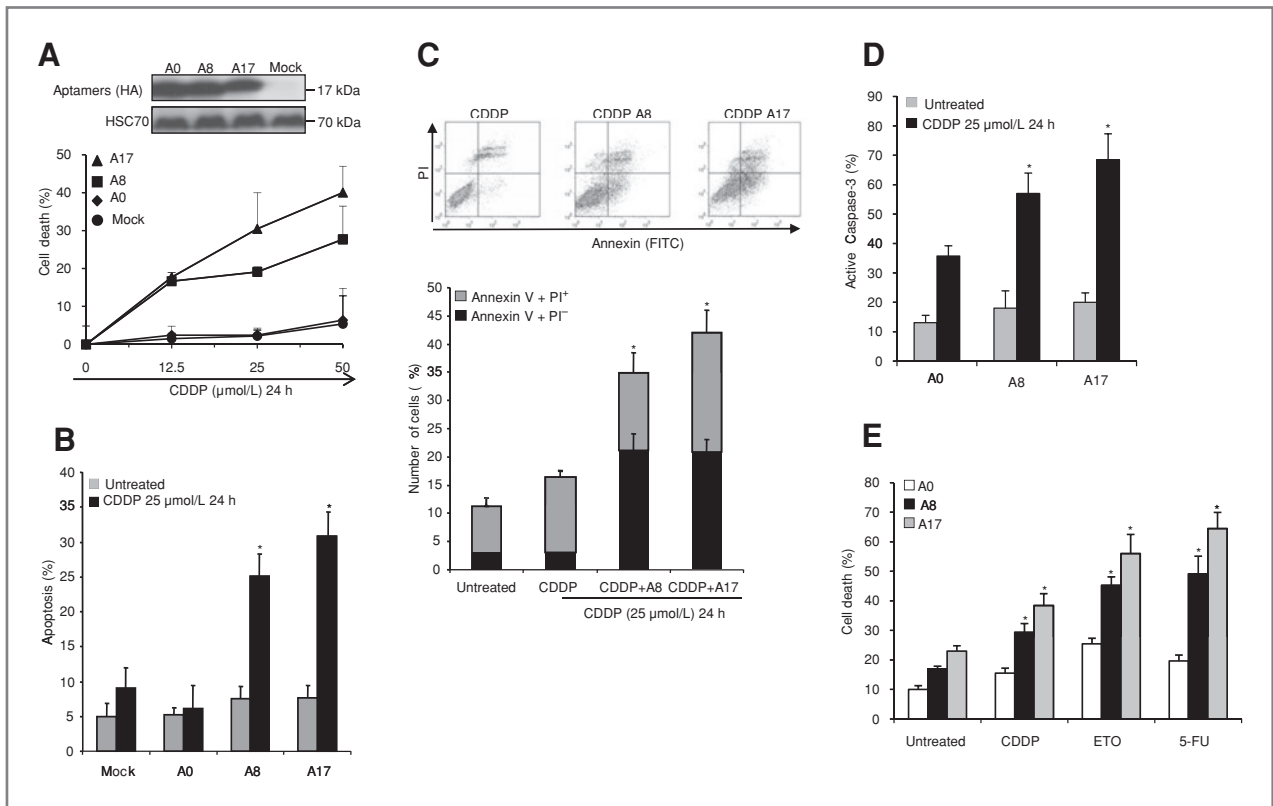 A
A0 A8 A17 Mock
Aptamers (HA) 17 kDa
HSC70 70 kDa
50
40
30
20
10
0
Cell death (%)
A17
A8
A0
Mock
0 12.5 25 50
CDDP (µmol/L) 24 h
B
40
35
30
25
20
15
10
5
0
Apoptosis (%)
Untreated
CDDP 25 µmol/L 24 h
* *
Mock A0 A8 A17
C
CDDP CDDP A8 CDDP A17
PI
Annexin (FITC)
50
45
40
35
30
25
20
15
10
5
0
Number of cells ( %)
Annexin V + PI+
Annexin V + PI−
* *
Untreated CDDP CDDP+A8 CDDP+A17
CDDP (25 µmol/L) 24 h
D
90
80
70
60
50
40
30
20
10
0
Active Caspase-3 (%)
Untreated
CDDP 25 µmol/L 24 h
* *
A0 A8 A17
E
80
70
60
50
40
30
20
10
0
Cell death (%)
A0
A8
A17
* * * * * *
Untreated CDDP ETO 5-FU